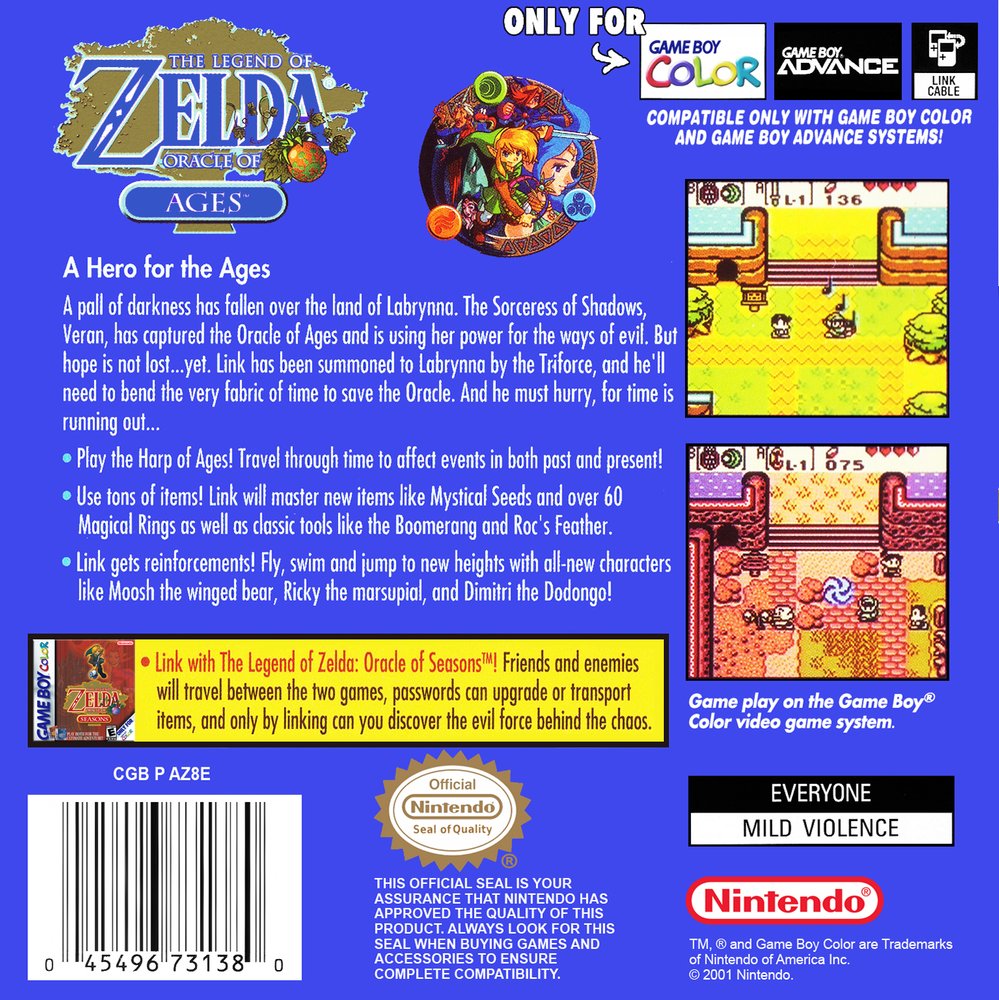 THE LEGEND OF
ZELDA
ORACLE OF
AGES™
ONLY FOR
GAME BOY
COLOR
GAME BOY
ADVANCE
LINK
CABLE
COMPATIBLE ONLY WITH GAME BOY COLOR
AND GAME BOY ADVANCE SYSTEMS!
B A L-1 136
A Hero for the Ages
A pall of darkness has fallen over the land of Labrynna. The Sorceress of Shadows,
Veran, has captured the Oracle of Ages and is using her power for the ways of evil. But
hope is not lost...yet. Link has been summoned to Labrynna by the Triforce, and he'll
need to bend the very fabric of time to save the Oracle. And he must hurry, for time is
running out...
• Play the Harp of Ages! Travel through time to affect events in both past and present!
• Use tons of items! Link will master new items like Mystical Seeds and over 60
Magical Rings as well as classic tools like the Boomerang and Roc's Feather.
• Link gets reinforcements! Fly, swim and jump to new heights with all-new characters
like Moosh the winged bear, Ricky the marsupial, and Dimitri the Dodongo!
B A L-1 075
Game play on the Game Boy®
Color video game system.
GAME BOY COLOR
ZELDA
SEASONS
• Link with The Legend of Zelda: Oracle of Seasons™! Friends and enemies
will travel between the two games, passwords can upgrade or transport
items, and only by linking can you discover the evil force behind the chaos.
CGB P AZ8E
0 45496 73138 0
Official
Nintendo
Seal of Quality
®
THIS OFFICIAL SEAL IS YOUR
ASSURANCE THAT NINTENDO HAS
APPROVED THE QUALITY OF THIS
PRODUCT. ALWAYS LOOK FOR THIS
SEAL WHEN BUYING GAMES AND
ACCESSORIES TO ENSURE
COMPLETE COMPATIBILITY.
EVERYONE
MILD VIOLENCE
Nintendo®
TM, ® and Game Boy Color are Trademarks
of Nintendo of America Inc.
© 2001 Nintendo.